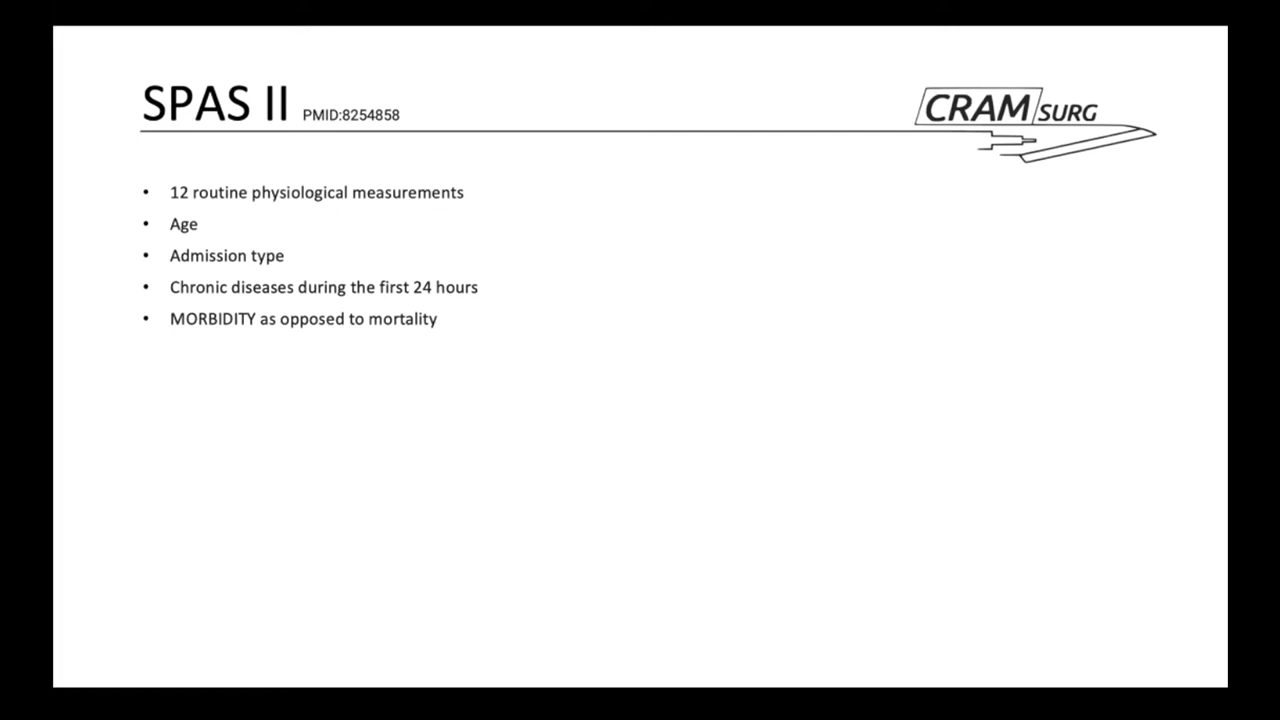 SPAS II PMID:8254858
CRAM SURG
• 12 routine physiological measurements
• Age
• Admission type
• Chronic diseases during the first 24 hours
• MORBIDITY as opposed to mortality